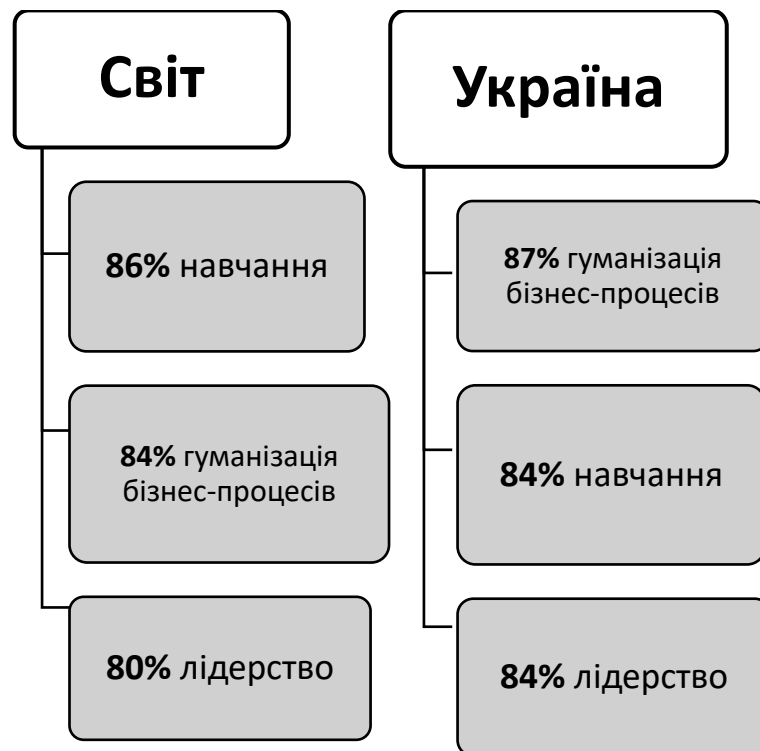 Світ
86% навчання
84% гуманізація
бізнес-процесів
80% лідерство
Україна
87% гуманізація
бізнес-процесів
84% навчання
84% лідерство